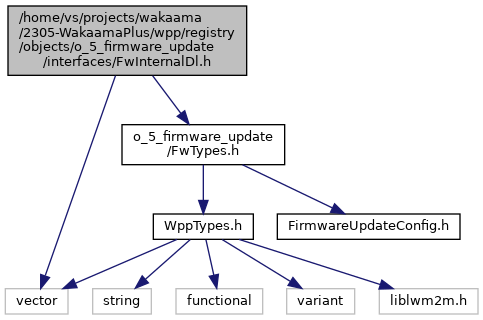 /home/vs/projects/wakaama
/2305-WakaamaPlus/wpp/registry
/objects/o_5_firmware_update
/interfaces/FwInternalDl.h
o_5_firmware_update
/FwTypes.h
WppTypes.h
FirmwareUpdateConfig.h
vector
string
functional
variant
liblwm2m.h